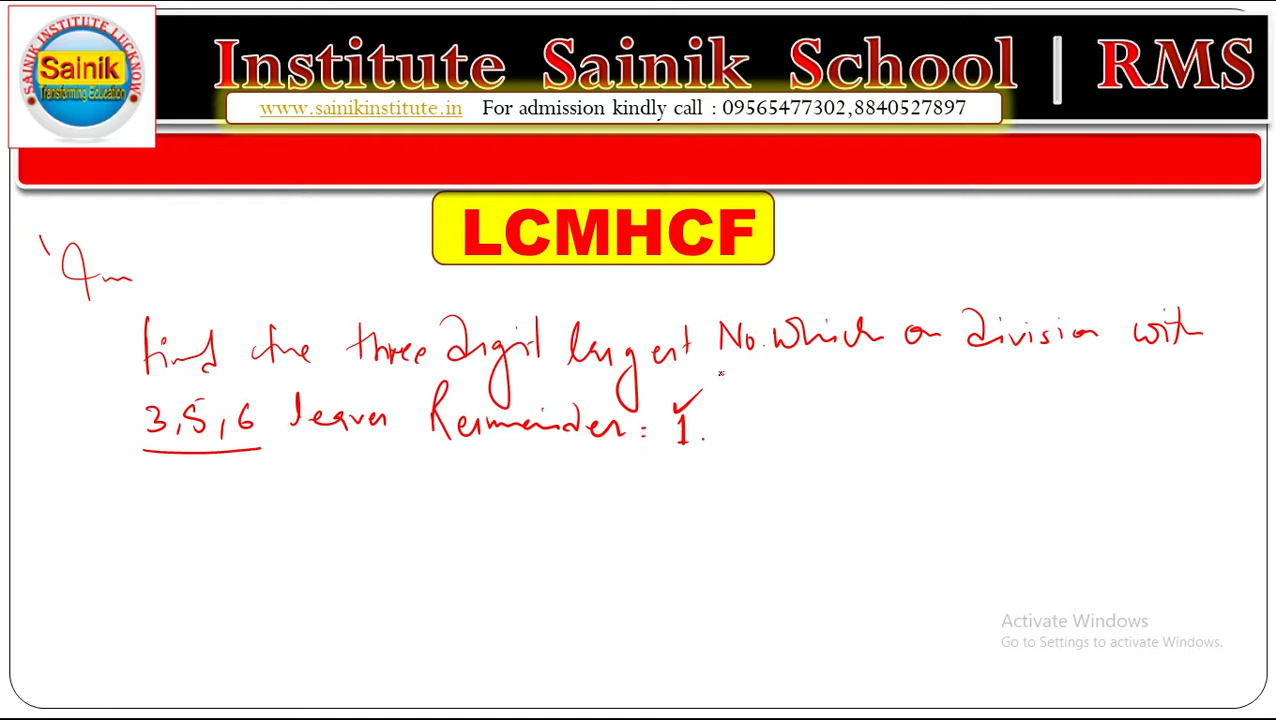 SAINIK INSTITUTE LUCKNOW
Sainik
Transforming Education
Institute Sainik School | RMS
www.sainikinstitute.in For admission kindly call : 09565477302,8840527897
LCMHCF
find the three digit largest No. which on division with
3, 5, 6 leaves Remainder = 1.
Activate Windows
Go to Settings to activate Windows.